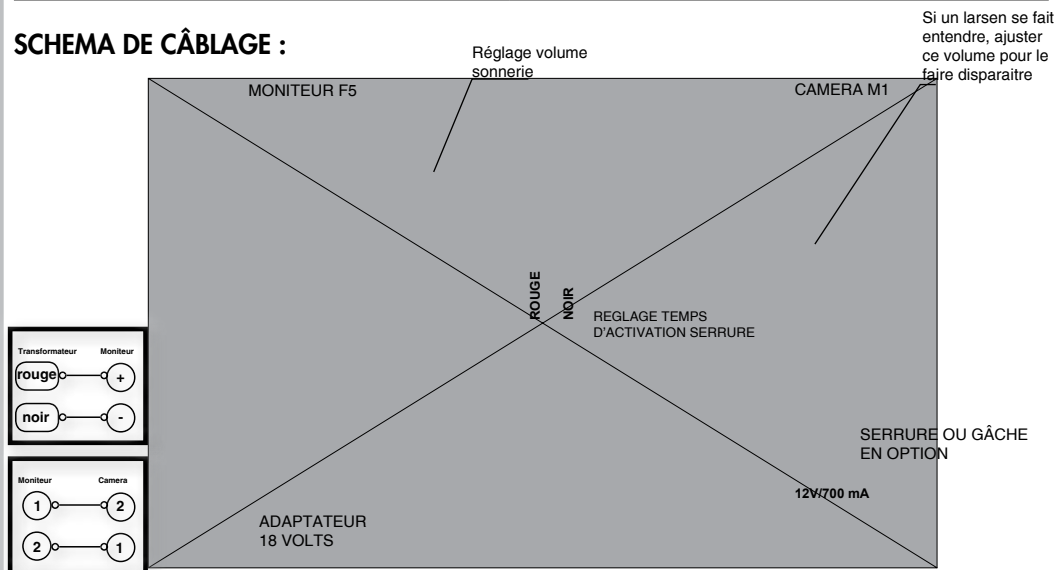 SCHEMA DE CÂBLAGE :
Réglage volume
sonnerie
Si un larsen se fait
entendre, ajuster
ce volume pour le
faire disparaitre
MONITEUR F5
CAMERA M1
ROUGE
NOIR
REGLAGE TEMPS
D'ACTIVATION SERRURE
Transformateur Moniteur
rouge +
noir -
SERRURE OU GÂCHE
EN OPTION
12V/700 mA
Moniteur Camera
1 2
2 1
ADAPTATEUR
18 VOLTS